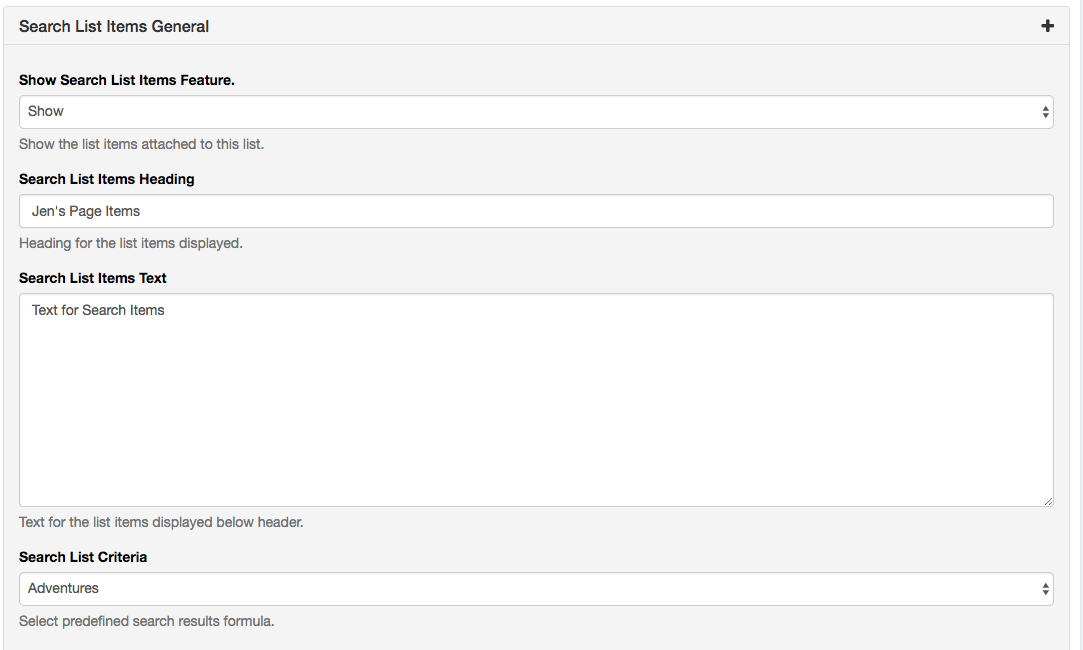 Search List Items General
Show Search List Items Feature.
Show
Show the list items attached to this list.
Search List Items Heading
Jen's Page Items
Heading for the list items displayed.
Search List Items Text
Text for Search Items
Text for the list items displayed below header.
Search List Criteria
Adventures
Select predefined search results formula.